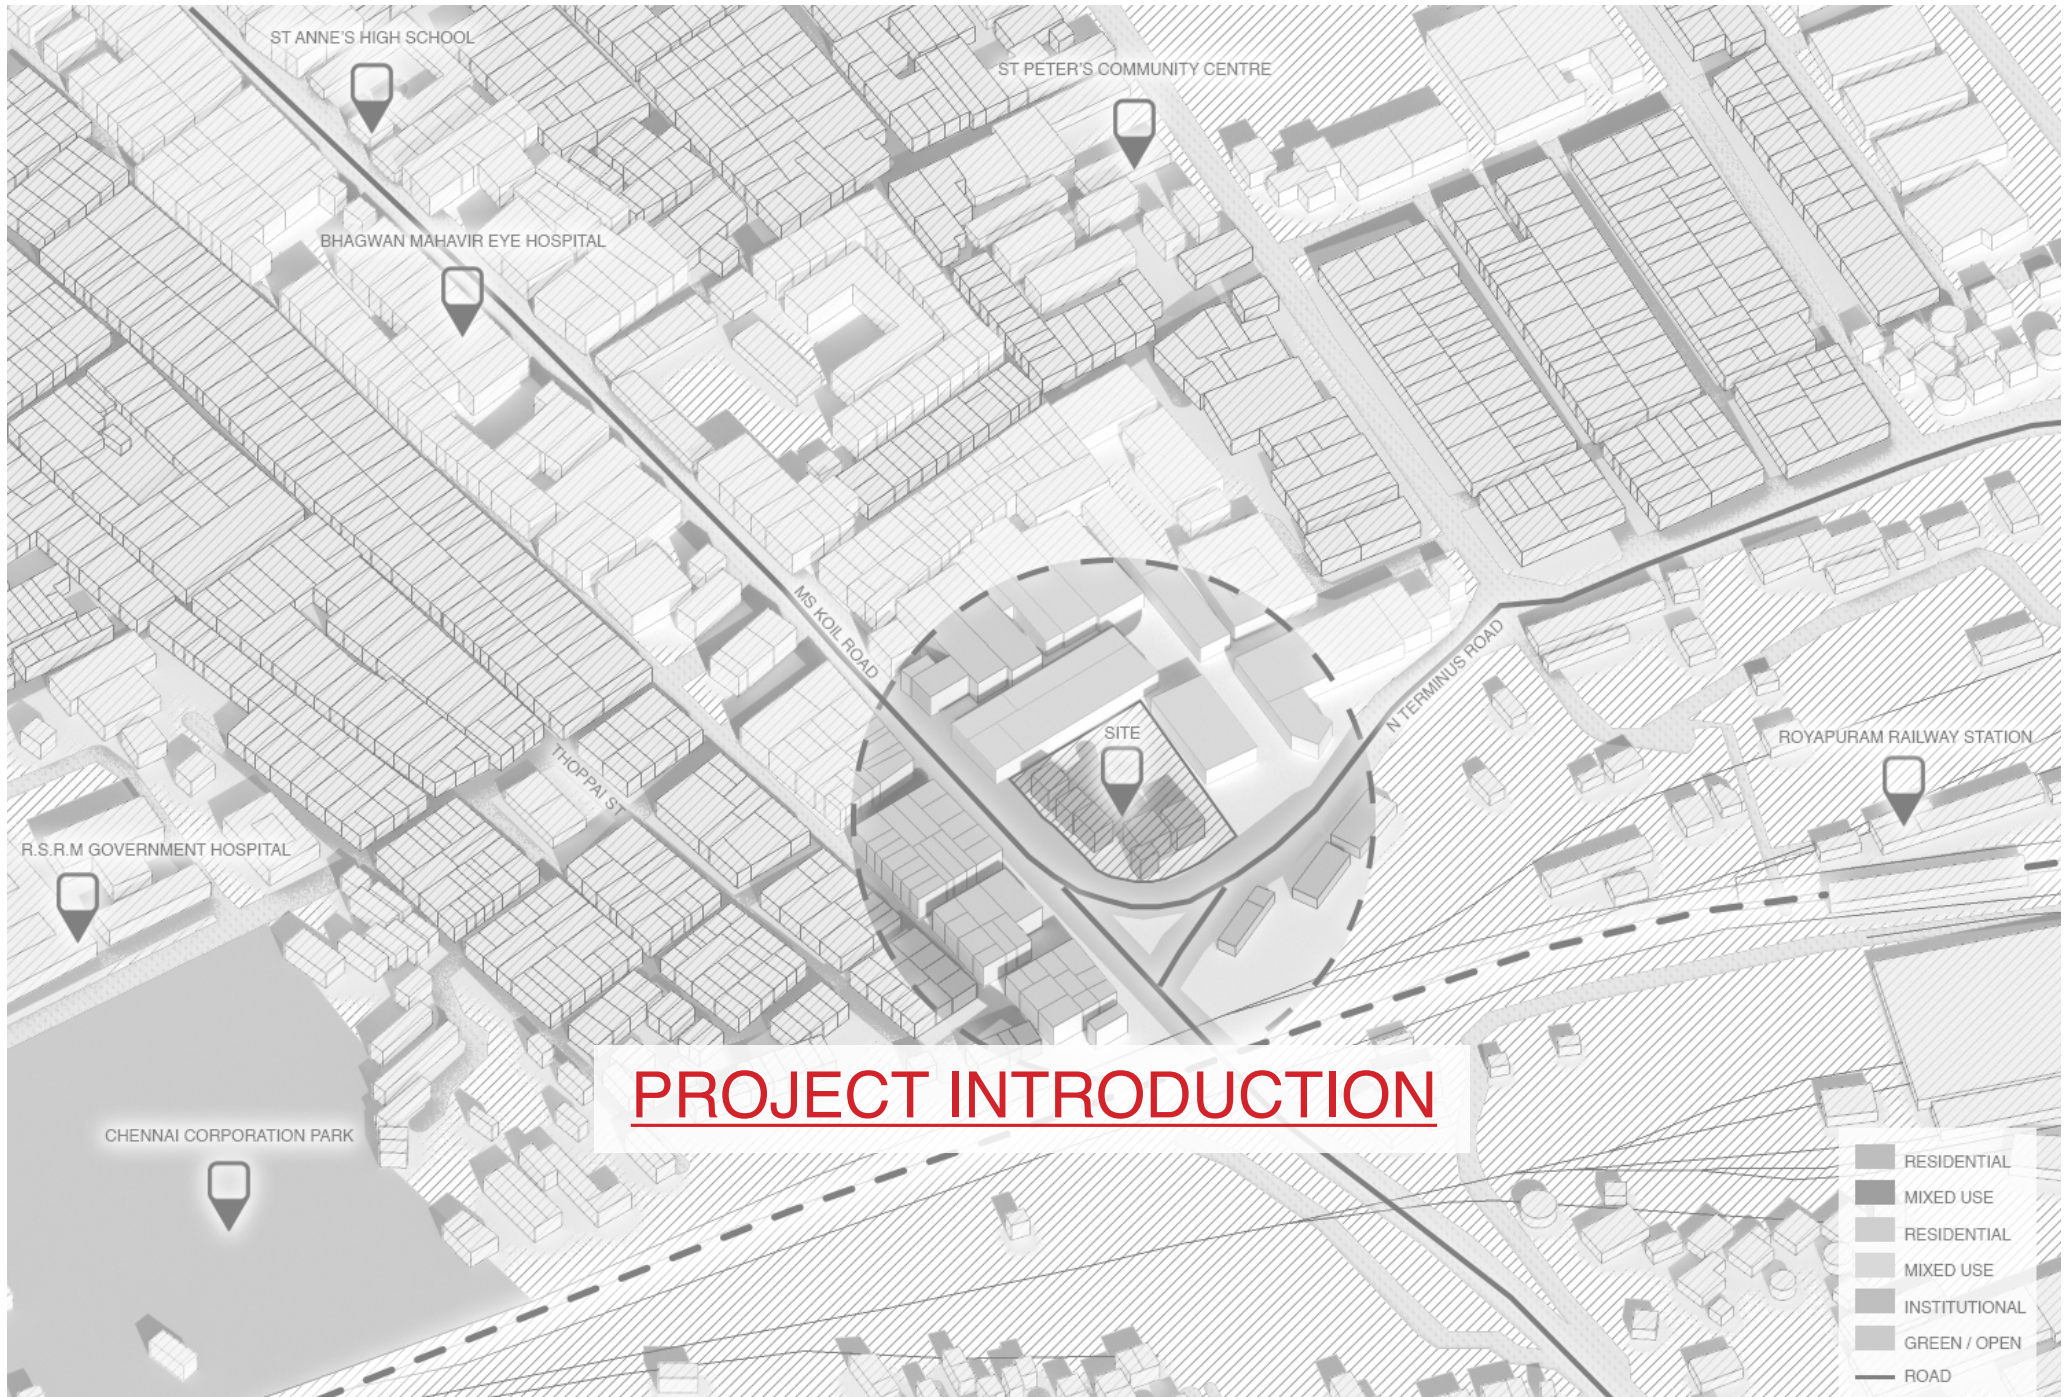 ST ANNE'S HIGH SCHOOL
ST PETER'S COMMUNITY CENTRE
BHAGWAN MAHAVIR EYE HOSPITAL
MS KOIL ROAD
N TERMINUS ROAD
SITE
ROYAPURAM RAILWAY STATION
THOPPAI ST
R.S.R.M GOVERNMENT HOSPITAL
PROJECT INTRODUCTION
CHENNAI CORPORATION PARK
RESIDENTIAL
MIXED USE
RESIDENTIAL
MIXED USE
INSTITUTIONAL
GREEN / OPEN
ROAD